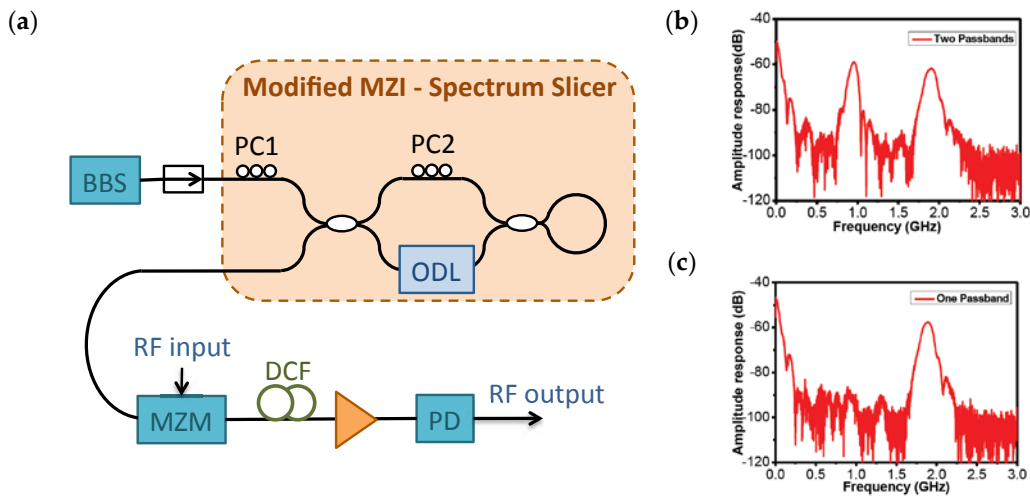 (a)
Modified MZI - Spectrum Slicer
PC1
PC2
BBS
ODL
RF input
DCF
MZM
PD
RF output
(b)
Two Passbands
Amplitude response(dB)
-40
-60
-80
-100
-120
0.0 0.5 1.0 1.5 2.0 2.5 3.0
Frequency (GHz)
(c)
One Passband
Amplitude response (dB)
-40
-60
-80
-100
-120
0.0 0.5 1.0 1.5 2.0 2.5 3.0
Frequency (GHz)